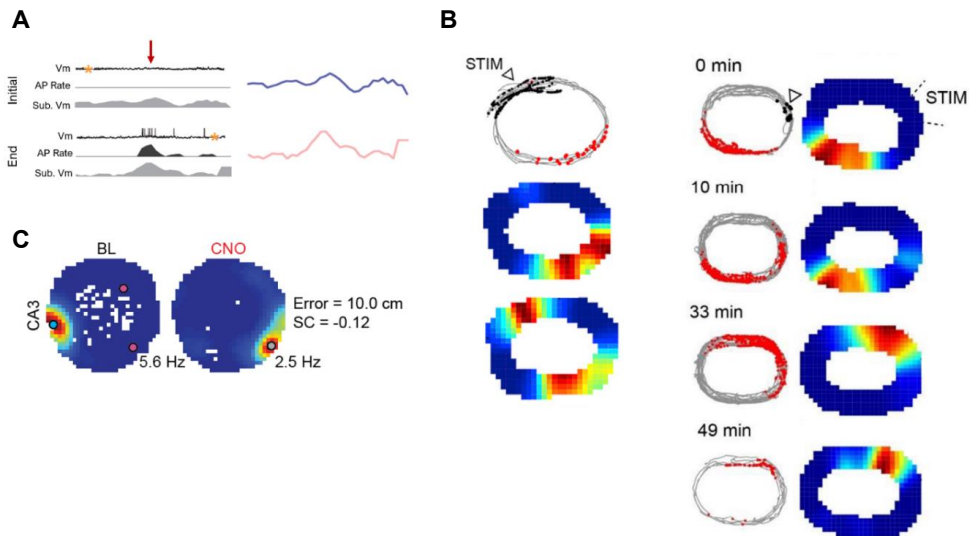 A
Initial
Vm
AP Rate
Sub. Vm
End
Vm
AP Rate
Sub. Vm
B
STIM
0 min
STIM
10 min
33 min
49 min
C
BL
CNO
CA3
5.6 Hz
2.5 Hz
Error = 10.0 cm
SC = -0.12